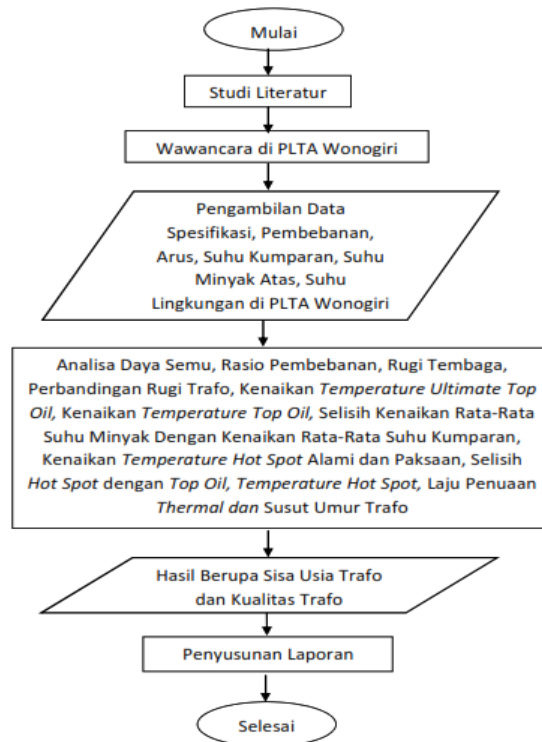 Mulai
Studi Literatur
Wawancara di PLTA Wonogiri
Pengambilan Data
Spesifikasi, Pembebanan,
Arus, Suhu Kumparan, Suhu
Minyak Atas, Suhu
Lingkungan di PLTA Wonogiri
Analisa Daya Semu, Rasio Pembebanan, Rugi Tembaga,
Perbandingan Rugi Trafo, Kenaikan Temperature Ultimate Top
Oil, Kenaikan Temperature Top Oil, Selisih Kenaikan Rata-Rata
Suhu Minyak Dengan Kenaikan Rata-Rata Suhu Kumparan,
Kenaikan Temperature Hot Spot Alami dan Paksaan, Selisih
Hot Spot dengan Top Oil, Temperature Hot Spot, Laju Penuaan
Thermal dan Susut Umur Trafo
Hasil Berupa Sisa Usia Trafo
dan Kualitas Trafo
Penyusunan Laporan
Selesai